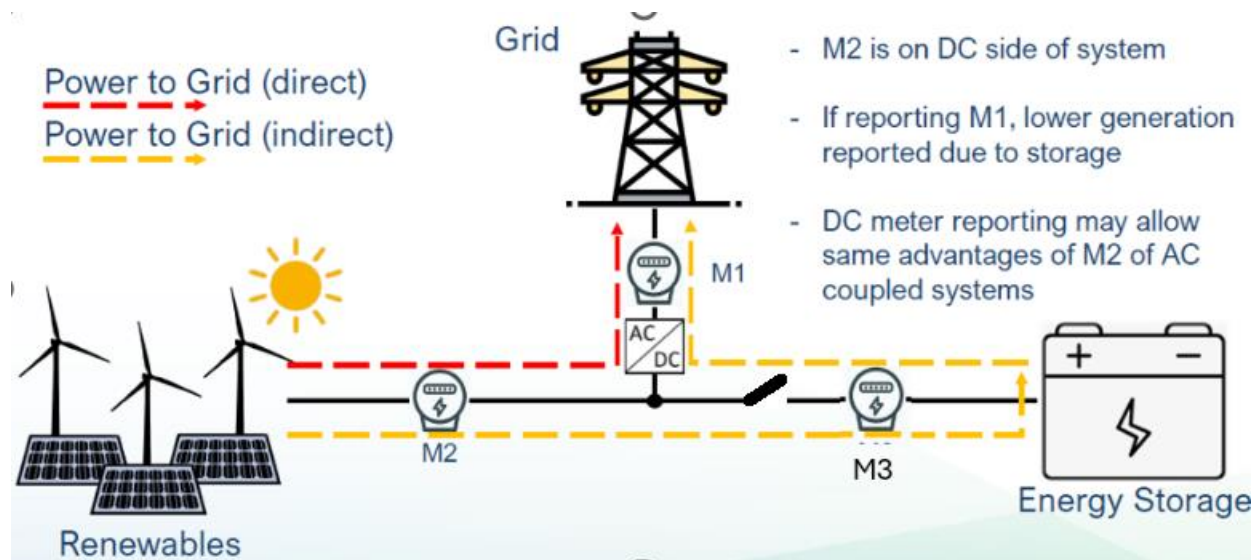 Grid
Power to Grid (direct)
Power to Grid (indirect)
- M2 is on DC side of system
- If reporting M1, lower generation
reported due to storage
- DC meter reporting may allow
same advantages of M2 of AC
coupled systems
M1
AC
DC
M2
M3
Renewables
Energy Storage